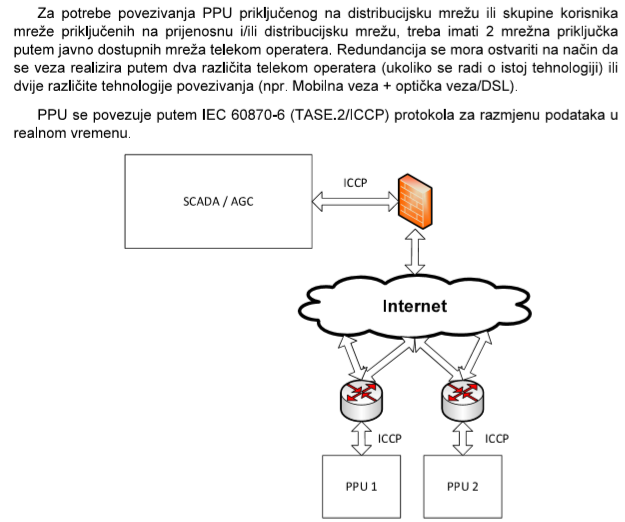 Za potrebe povezivanja PPU priključenog na distribucijsku mrežu ili skupine korisnika
mreže priključenih na prijenosnu i/ili distribucijsku mrežu, treba imati 2 mrežna priključka
putem javno dostupnih mreža telekom operatera. Redundancija se mora ostvariti na način da
se veza realizira putem dva različita telekom operatera (ukoliko se radi o istoj tehnologiji) ili
dvije različite tehnologije povezivanja (npr. Mobilna veza + optička veza/DSL).
PPU se povezuje putem IEC 60870-6 (TASE.2/ICCP) protokola za razmjenu podataka u
realnom vremenu.
ICCP
SCADA / AGC
Internet
ICCP
ICCP
PPU 1
PPU 2